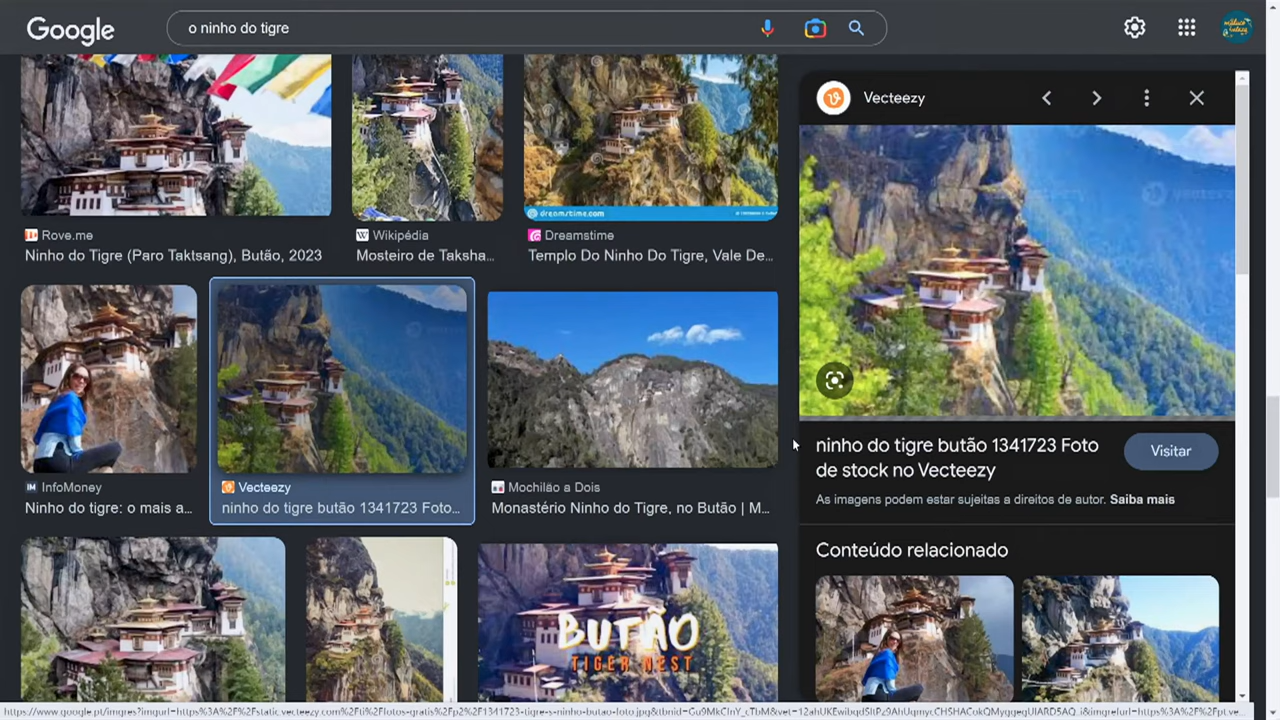 Google
o ninho do tigre
Vecteezy
dreamstime.com
Rove.me
Ninho do Tigre (Paro Taktsang), Butão, 2023
Wikipédia
Mosteiro de Taksha...
Dreamstime
Templo Do Ninho Do Tigre, Vale De...
InfoMoney
Ninho do tigre: o mais a...
Vecteezy
ninho do tigre butão 1341723 Foto...
Mochilão a Dois
Monastério Ninho do Tigre, no Butão | M...
ninho do tigre butão 1341723 Foto
de stock no Vecteezy
Visitar
As imagens podem estar sujeitas a direitos de autor. Saiba mais
Conteúdo relacionado
BUTÃO
TIGER NEST